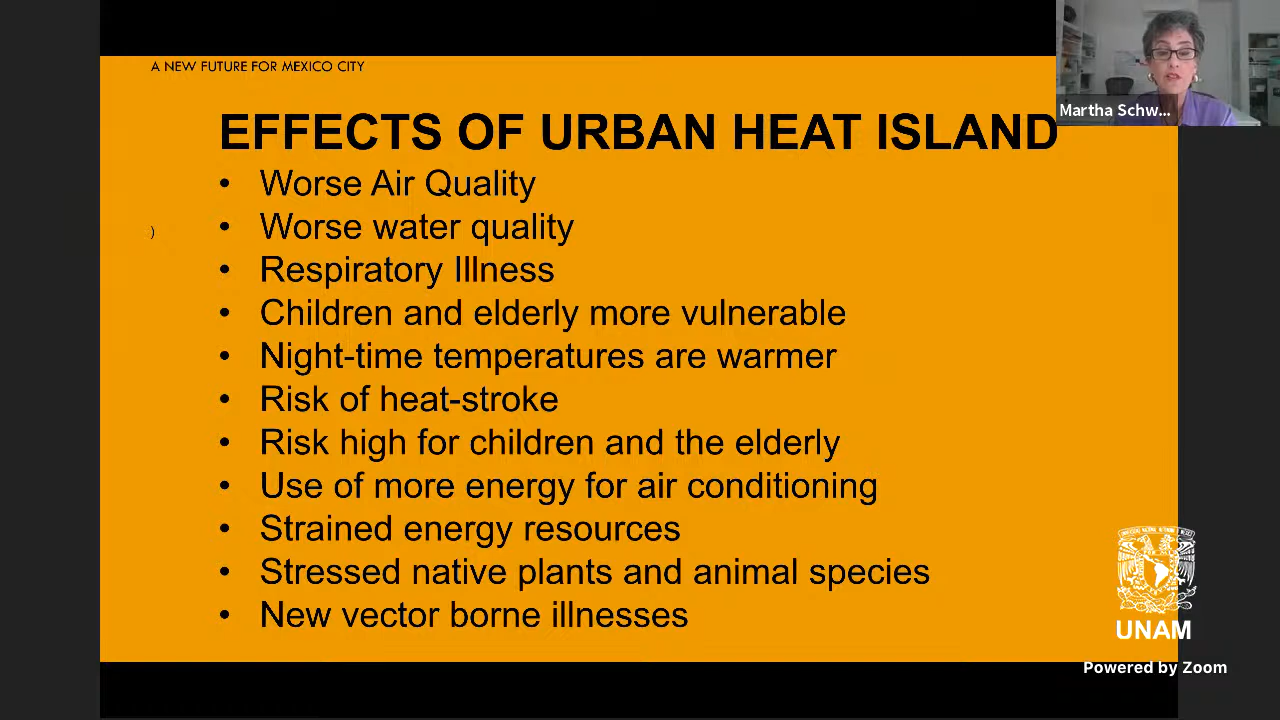 A NEW FUTURE FOR MEXICO CITY
Martha Schw...
EFFECTS OF URBAN HEAT ISLAND
• Worse Air Quality
• Worse water quality
)
• Respiratory Illness
• Children and elderly more vulnerable
• Night-time temperatures are warmer
• Risk of heat-stroke
• Risk high for children and the elderly
• Use of more energy for air conditioning
• Strained energy resources
• Stressed native plants and animal species
• New vector borne illnesses
UNAM
Powered by Zoom